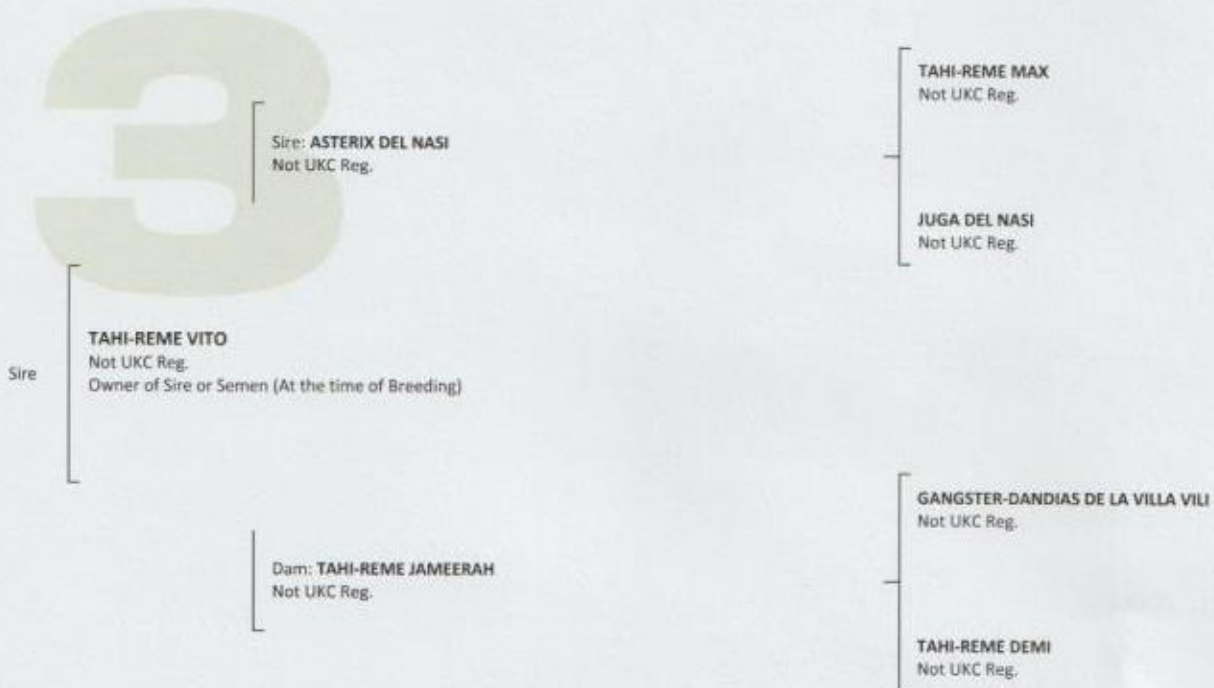 3
TAHI-REME MAX
Not UKC Reg.
Sire: ASTERIX DEL NASI
Not UKC Reg.
JUGA DEL NASI
Not UKC Reg.
Sire
TAHI-REME VITO
Not UKC Reg.
Owner of Sire or Semen (At the time of Breeding)
GANGSTER-DANDIAS DE LA VILLA VILI
Not UKC Reg.
Dam: TAHI-REME JAMEERAH
Not UKC Reg.
TAHI-REME DEMI
Not UKC Reg.